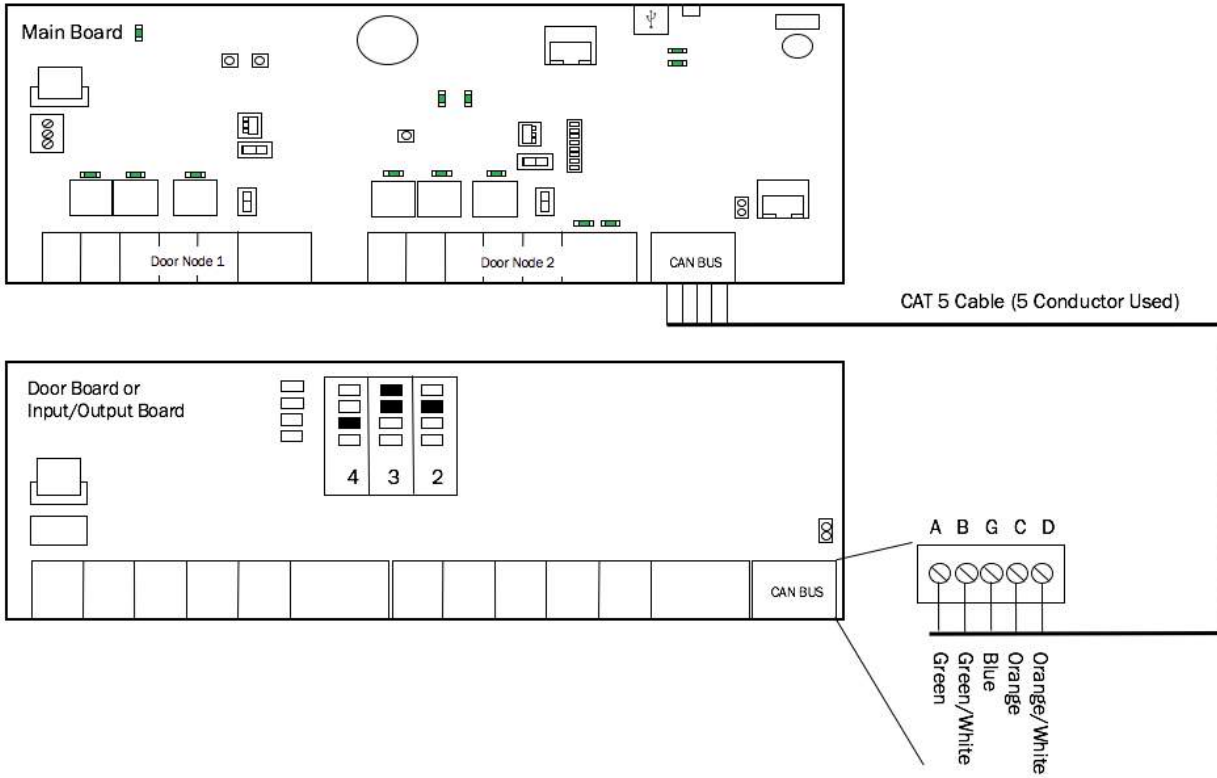 Main Board
Door Node 1
Door Node 2
CAN BUS
CAT 5 Cable (5 Conductor Used)
Door Board or
Input/Output Board
4 3 2
CAN BUS
A B G C D
Green
Green/White
Blue
Orange
Orange/White